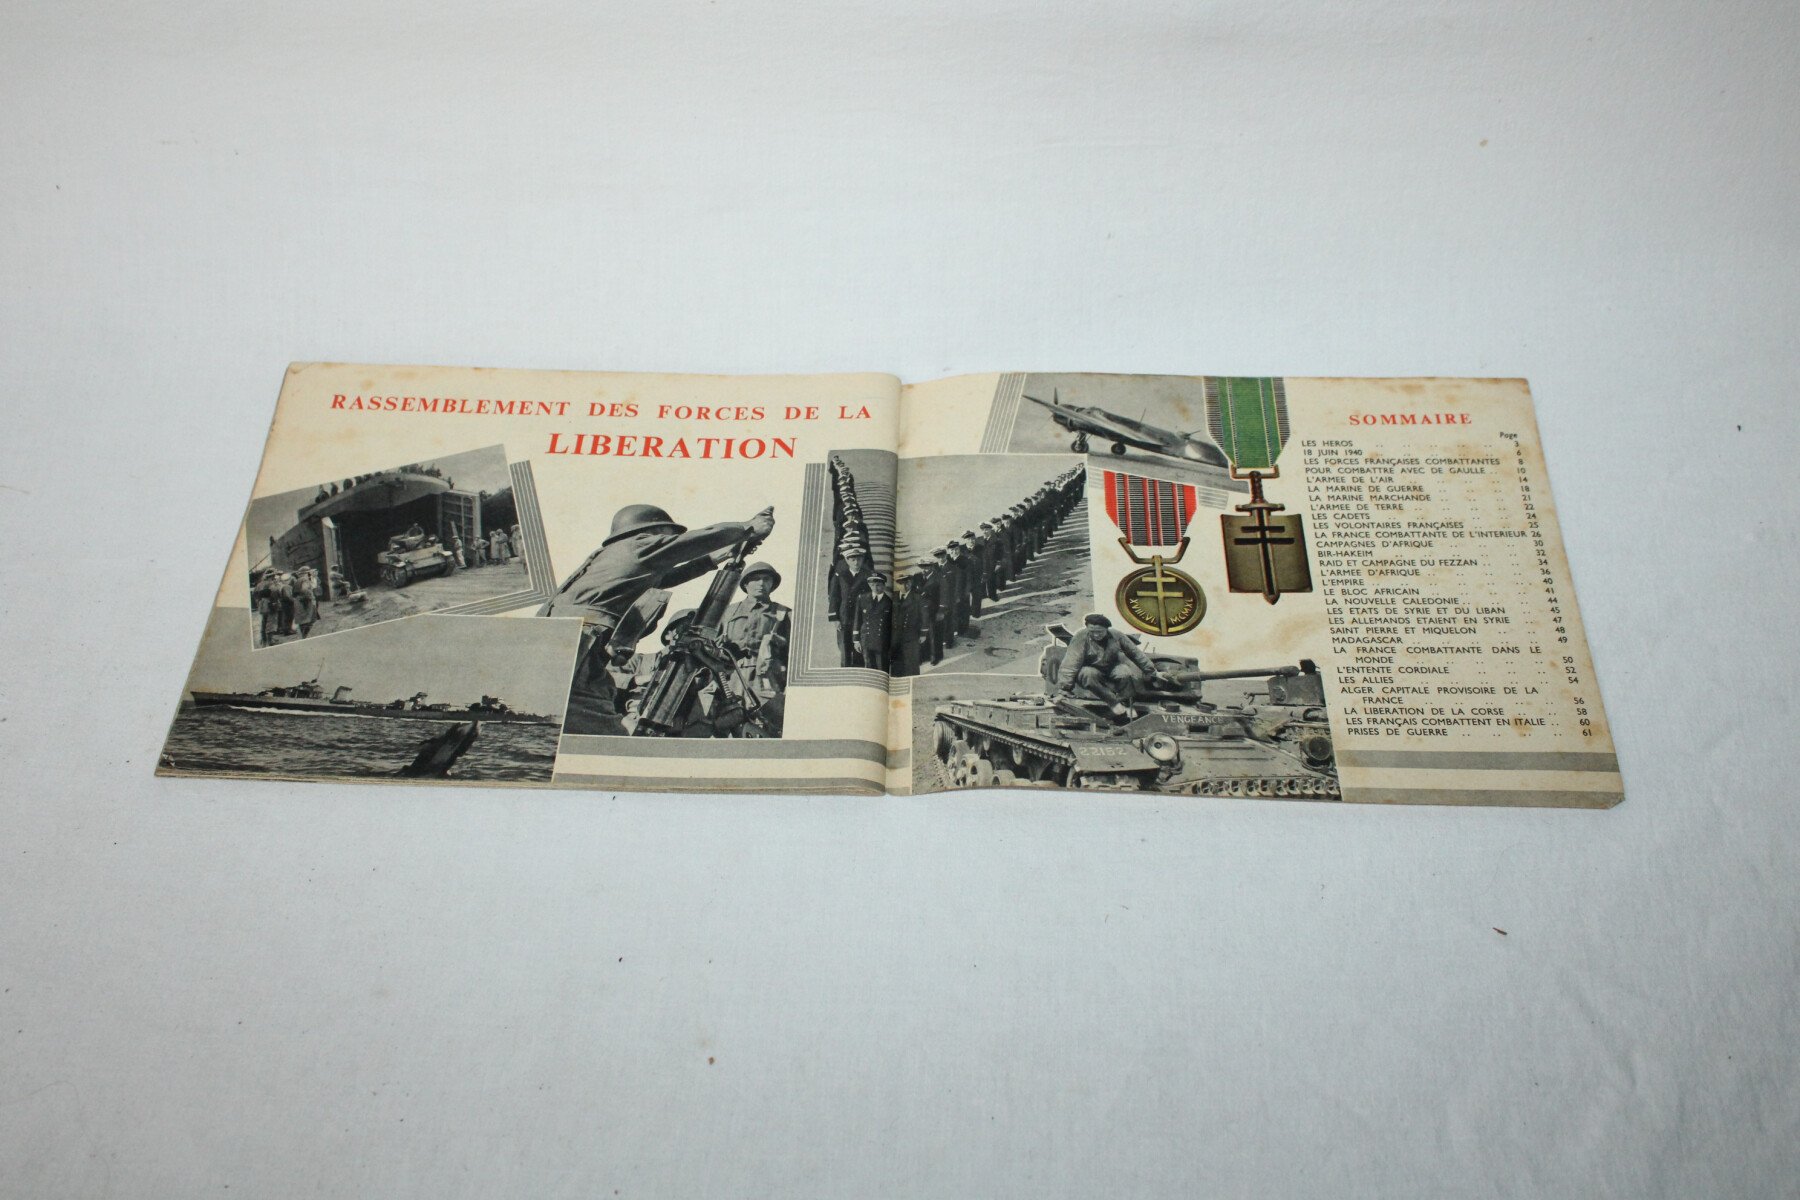 RASSEMBLEMENT DES FORCES DE LA
LIBERATION
XVIII.VI. MCMXL
VENGEANCE
22182
SOMMAIRE
Page
LES HEROS .. .. .. .. .. .. 3
18 JUIN 1940 .. .. .. .. .. .. 6
LES FORCES FRANÇAISES COMBATTANTES 8
POUR COMBATTRE AVEC DE GAULLE .. 10
L'ARMEE DE L'AIR .. .. .. .. .. 14
LA MARINE DE GUERRE .. .. .. .. 18
LA MARINE MARCHANDE .. .. .. .. 21
L'ARMEE DE TERRE .. .. .. .. .. 22
LES CADETS .. .. .. .. .. .. 24
LES VOLONTAIRES FRANÇAISES .. .. .. 25
LA FRANCE COMBATTANTE DE L'INTERIEUR 26
CAMPAGNES D'AFRIQUE .. .. .. .. 30
BIR-HAKEIM .. .. .. .. .. .. 32
RAID ET CAMPAGNE DU FEZZAN .. .. 34
L'ARMEE D'AFRIQUE .. .. .. .. 36
L'EMPIRE .. .. .. .. .. .. 40
LE BLOC AFRICAIN .. .. .. .. .. 41
LA NOUVELLE CALEDONIE .. .. .. 44
LES ETATS DE SYRIE ET DU LIBAN .. .. 45
LES ALLEMANDS ETAIENT EN SYRIE .. .. 47
SAINT PIERRE ET MIQUELON .. .. 48
MADAGASCAR .. .. .. .. .. 49
LA FRANCE COMBATTANTE DANS LE
MONDE .. .. .. .. .. 50
L'ENTENTE CORDIALE .. .. .. .. 52
LES ALLIES .. .. .. .. .. .. 54
ALGER CAPITALE PROVISOIRE DE LA
FRANCE .. .. .. .. .. 56
LA LIBERATION DE LA CORSE .. .. 58
LES FRANÇAIS COMBATTENT EN ITALIE .. 60
PRISES DE GUERRE .. .. .. .. 61